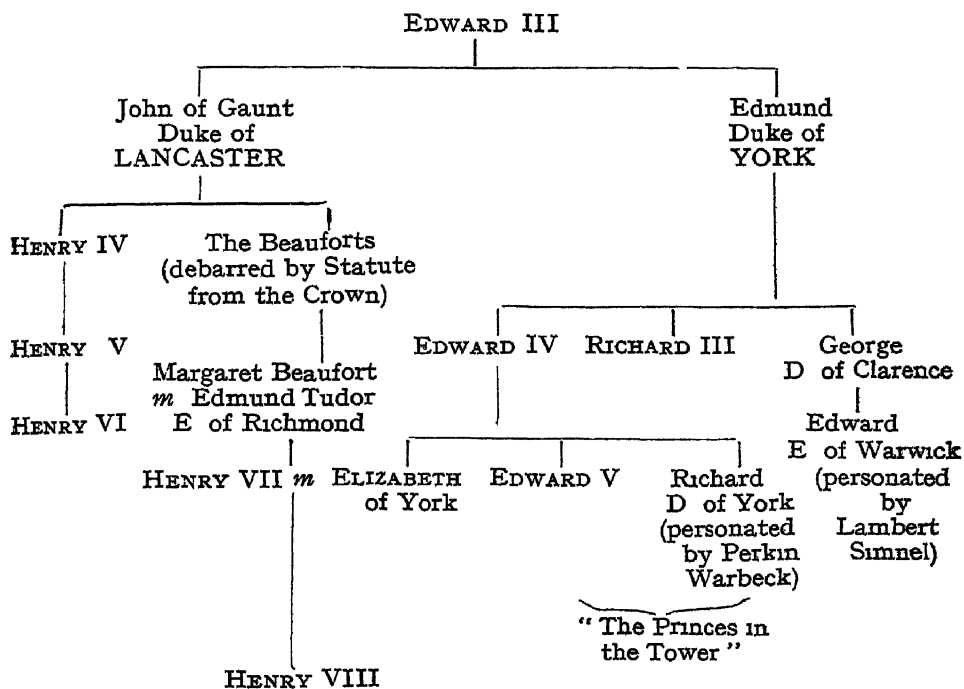 EDWARD III
John of Gaunt
Duke of
LANCASTER
Edmund
Duke of
YORK
HENRY IV
The Beauforts
(debarred by Statute
from the Crown)
HENRY V
EDWARD IV
RICHARD III
George
D of Clarence
Margaret Beaufort
m Edmund Tudor
E of Richmond
HENRY VI
Edward
E of Warwick
(personated
by
Lambert
Simnel)
HENRY VII m ELIZABETH
of York
EDWARD V
Richard
D of York
(personated
by Perkin
Warbeck)
" The Princes in
the Tower "
HENRY VIII